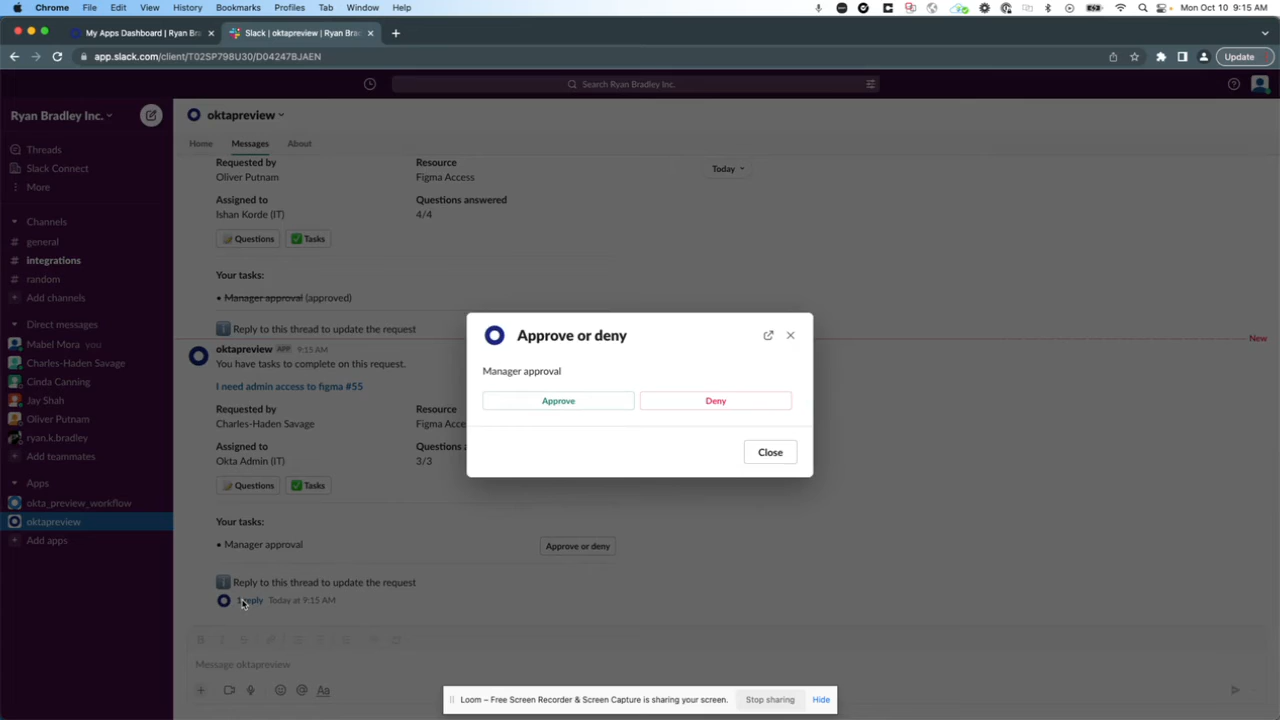 Chrome File Edit View History Bookmarks Profiles Tab Window Help
Mon Oct 10 9:15 AM
My Apps Dashboard | Ryan Bra
Slack | oktapreview | Ryan Bra
app.slack.com/client/T02SP798U30/D04247BJAEN
Update
Search Ryan Bradley Inc.
Ryan Bradley Inc.
Threads
Slack Connect
More
Channels
# general
# integrations
# random
Add channels
Direct messages
Mabel Mora you
Charles-Haden Savage
Cinda Canning
Jay Shah
Oliver Putnam
ryan.k.bradley
Add teammates
Apps
okta_preview_workflow
oktapreview
Add apps
oktapreview
Home Messages About
Today
Requested by
Oliver Putnam
Resource
Figma Access
Assigned to
Ishan Korde (IT)
Questions answered
4/4
Questions
Tasks
Your tasks:
• Manager approval (approved)
Reply to this thread to update the request
New
oktapreview APP 9:15 AM
You have tasks to complete on this request.
I need admin access to figma #55
Requested by
Charles-Haden Savage
Resource
Figma Acce
Assigned to
Okta Admin (IT)
Questions a
3/3
Questions
Tasks
Your tasks:
• Manager approval
Approve or deny
Reply to this thread to update the request
1 reply Today at 9:15 AM
Message oktapreview
Aa
Approve or deny
Manager approval
Approve
Deny
Close
Loom – Free Screen Recorder & Screen Capture is sharing your screen.
Stop sharing
Hide